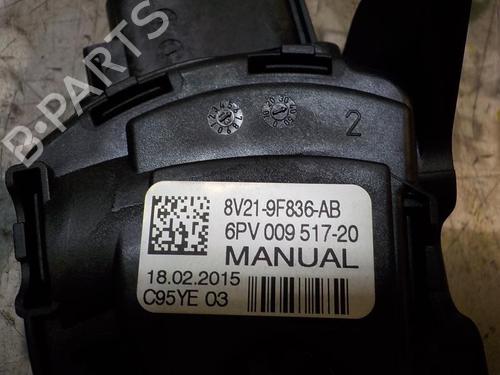 B-PARTS
2
8V21-9F836-AB
6PV 009 517-20
MANUAL
18.02.2015
C95YE 03